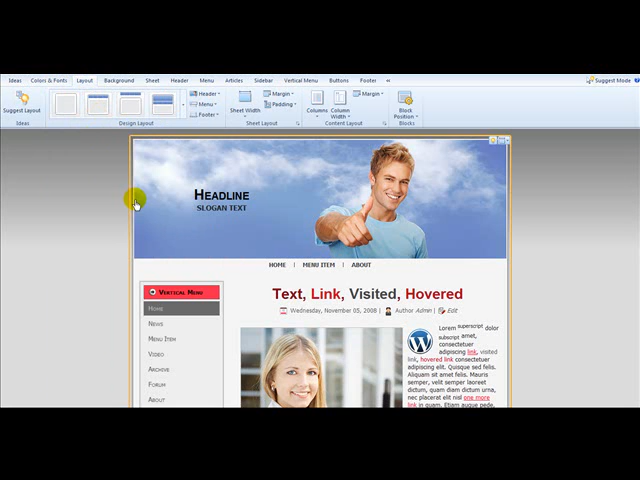 Ideas Colors & Fonts Layout Background Sheet Header Menu Articles Sidebar Vertical Menu Buttons Footer Suggest Mode
Suggest Layout
Header
Menu
Footer
Sheet Width
Margin
Padding
Columns
Column Width
Margin
Block Position
Ideas Design Layout Sheet Layout Content Layout Blocks
HEADLINE
SLOGAN TEXT
HOME | MENU ITEM | ABOUT
VERTICAL MENU
HOME
NEWS
MENU ITEM
VIDEO
ARCHIVE
FORUM
ABOUT
Text, Link, Visited, Hovered
Wednesday, November 05, 2008 | Author Admin | Edit
Lorem superscript dolor
subscript amet,
consectetuer
adipiscing link, visited
link, hovered link consectetuer
adipiscing elit. Quisque sed felis.
Aliquam sit amet felis. Mauris
semper, velit semper laoreet
dictum, quam diam dictum urna,
nec placerat elit nisl one more
link in quam. Etiam augue pede,